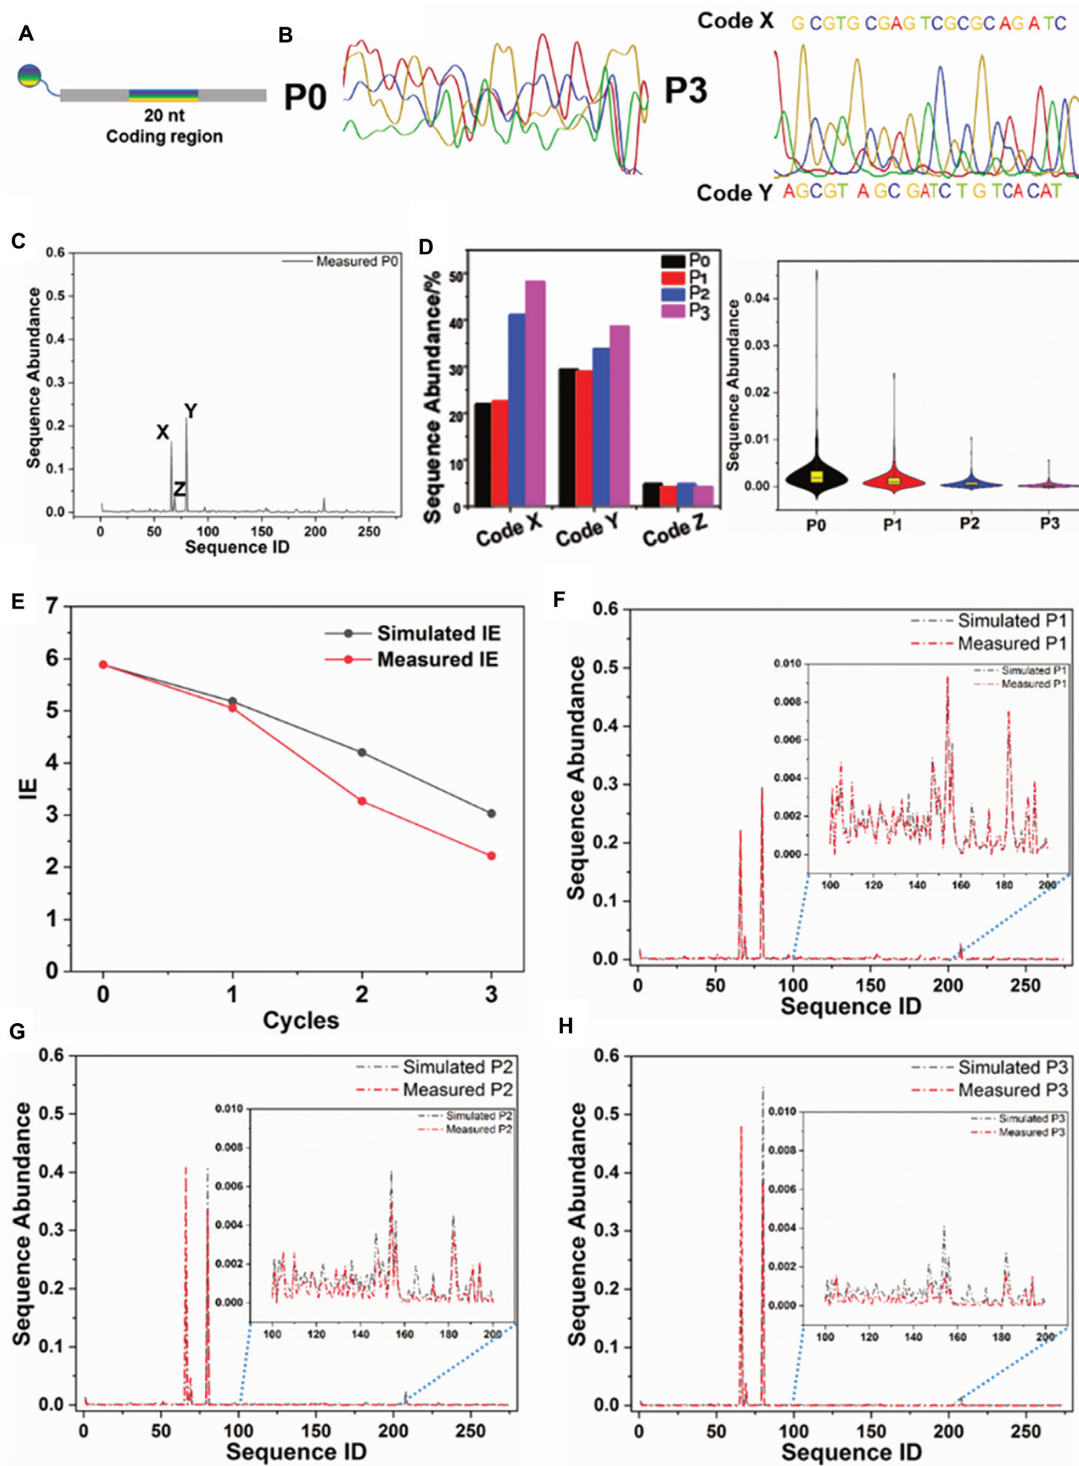 A
20 nt
Coding region
B
P0
P3
Code X GCGTGCGAGTCGCGCAGATC
Code Y AGCGTAGCGATCTGTCACAT
C
Measured P0
0.6
0.5
0.4
0.3
0.2
0.1
0.0
Sequence Abundance
X
Y
Z
0 50 100 150 200 250
Sequence ID
D
P0
P1
P2
P3
50
40
30
20
10
0
Sequence Abundance/%
Code X Code Y Code Z
0.04
0.03
0.02
0.01
0.00
Sequence Abundance
P0 P1 P2 P3
E
Simulated IE
Measured IE
7
6
5
4
3
2
1
0
IE
0 1 2 3
Cycles
F
Simulated P1
Measured P1
0.6
0.5
0.4
0.3
0.2
0.1
0.0
Sequence Abundance
Simulated P1
Measured P1
0.010
0.008
0.006
0.004
0.002
0.000
100 120 140 160 180 200
0 50 100 150 200 250
Sequence ID
G
Simulated P2
Measured P2
0.6
0.5
0.4
0.3
0.2
0.1
0.0
Sequence Abundance
Simulated P2
Measured P2
0.010
0.008
0.006
0.004
0.002
0.000
100 120 140 160 180 200
0 50 100 150 200 250
Sequence ID
H
Simulated P3
Measured P3
0.6
0.5
0.4
0.3
0.2
0.1
0.0
Sequence Abundance
Simulated P3
Measured P3
0.010
0.008
0.006
0.004
0.002
0.000
100 120 140 160 180 200
0 50 100 150 200 250
Sequence ID